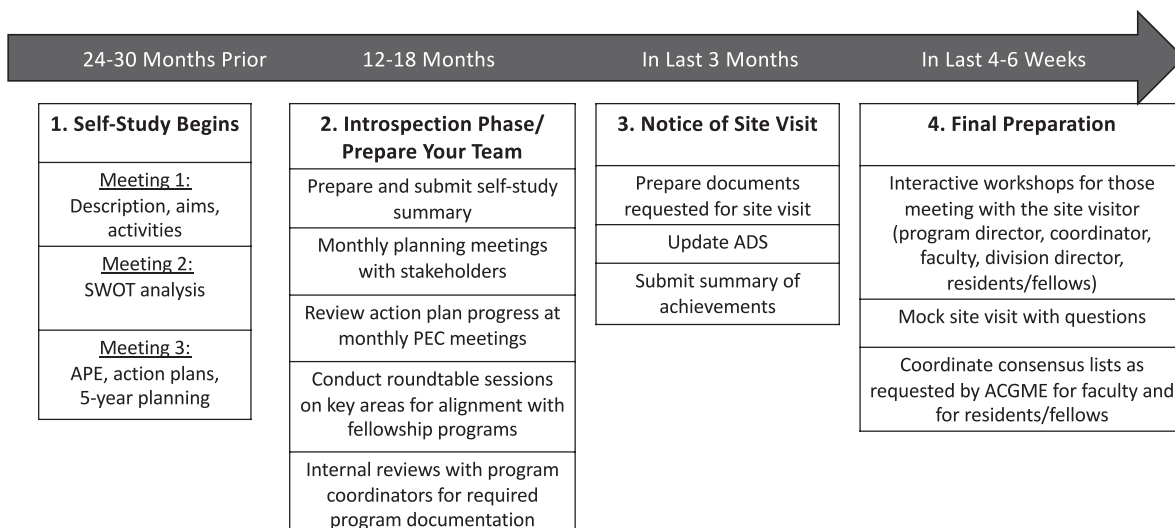 24-30 Months Prior
12-18 Months
In Last 3 Months
In Last 4-6 Weeks
1. Self-Study Begins
Meeting 1:
Description, aims,
activities
Meeting 2:
SWOT analysis
Meeting 3:
APE, action plans,
5-year planning
2. Introspection Phase/
Prepare Your Team
Prepare and submit self-study
summary
Monthly planning meetings
with stakeholders
Review action plan progress at
monthly PEC meetings
Conduct roundtable sessions
on key areas for alignment with
fellowship programs
Internal reviews with program
coordinators for required
program documentation
3. Notice of Site Visit
Prepare documents
requested for site visit
Update ADS
Submit summary of
achievements
4. Final Preparation
Interactive workshops for those
meeting with the site visitor
(program director, coordinator,
faculty, division director,
residents/fellows)
Mock site visit with questions
Coordinate consensus lists as
requested by ACGME for faculty and
for residents/fellows